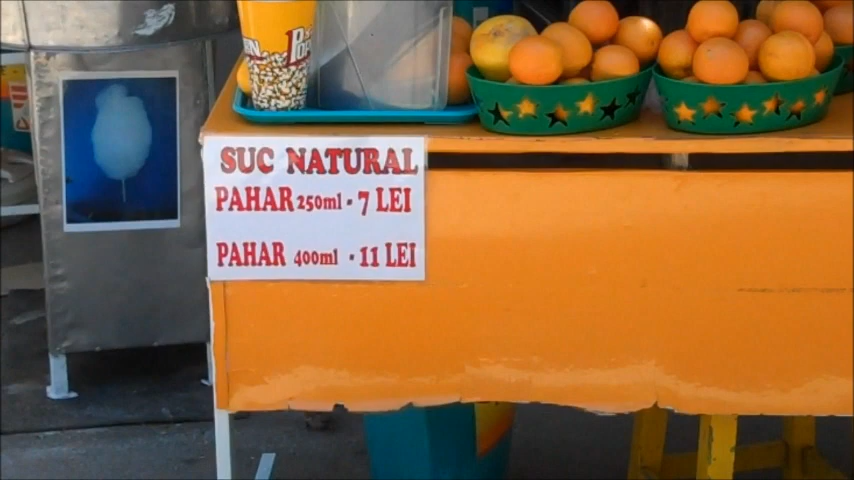 SUC NATURAL
PAHAR 250ml - 7 LEI
PAHAR 400ml - 11 LEI